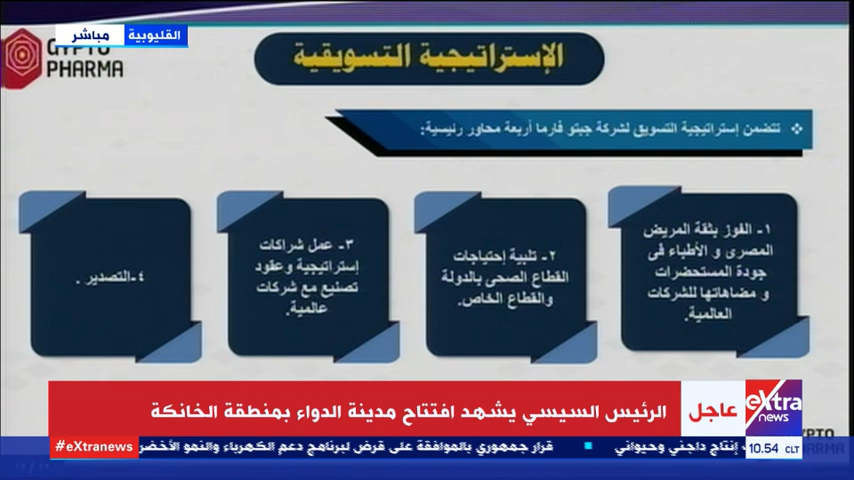 مباشر
القليوبية
GYPTO
PHARMA
الإستراتيجية التسويقية
تتضمن إستراتيجية التسويق لشركة جبتو فارما أربعة محاور رئيسية:
١- الفوز بثقة المريض
المصرى و الأطباء فى
جودة المستحضرات
و مضاهاتها للشركات
العالمية.
٢- تلبية إحتياجات
القطاع الصحى بالدولة
والقطاع الخاص.
٣- عمل شراكات
إستراتيجية وعقود
تصنيع مع شركات
عالمية.
٤-التصدير .
عاجل
الرئيس السيسي يشهد افتتاح مدينة الدواء بمنطقة الخانكة
eXtra
news
#eXtranews
إنتاج داجني وحيواني
قرار جمهوري بالموافقة على قرض لبرنامج دعم الكهرباء والنمو الأخضر
10.54 CLT